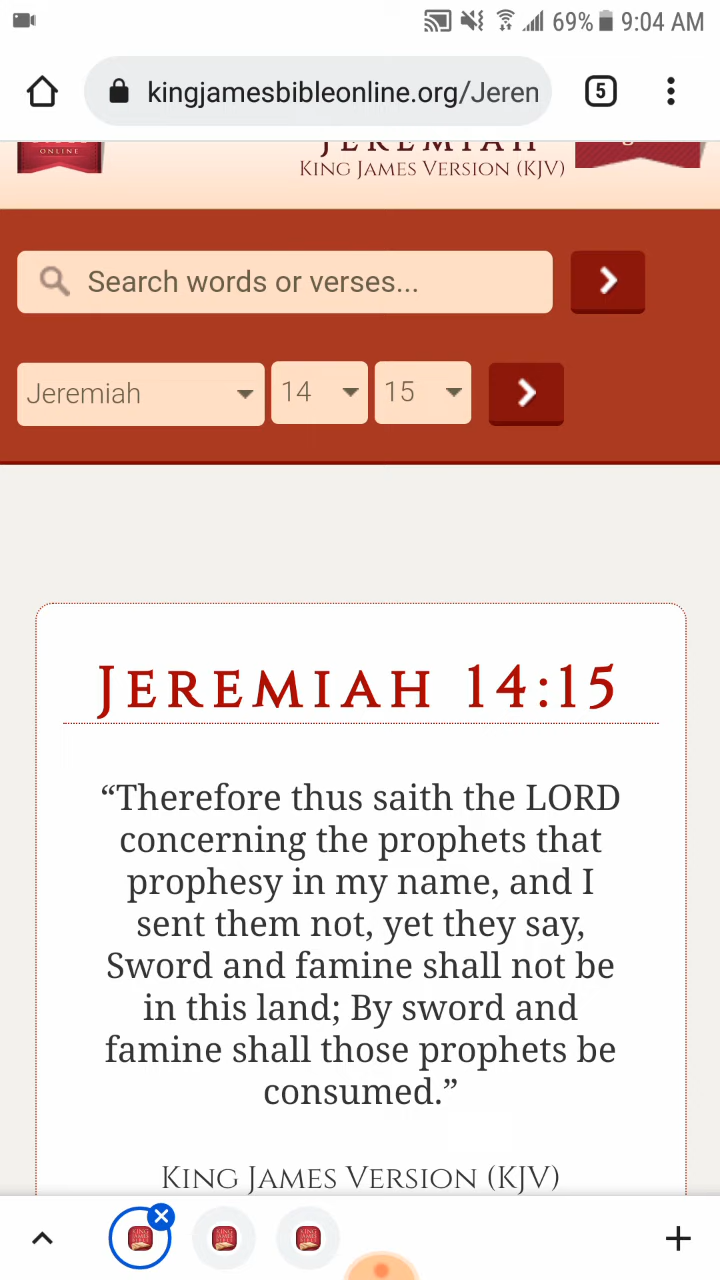 69% 9:04 AM
kingjamesbibleonline.org/Jeren
5
ONLINE
JEREMIAH
KING JAMES VERSION (KJV)
Search words or verses...
Jeremiah 14 15
JEREMIAH 14:15
“Therefore thus saith the LORD
concerning the prophets that
prophesy in my name, and I
sent them not, yet they say,
Sword and famine shall not be
in this land; By sword and
famine shall those prophets be
consumed.”
KING JAMES VERSION (KJV)